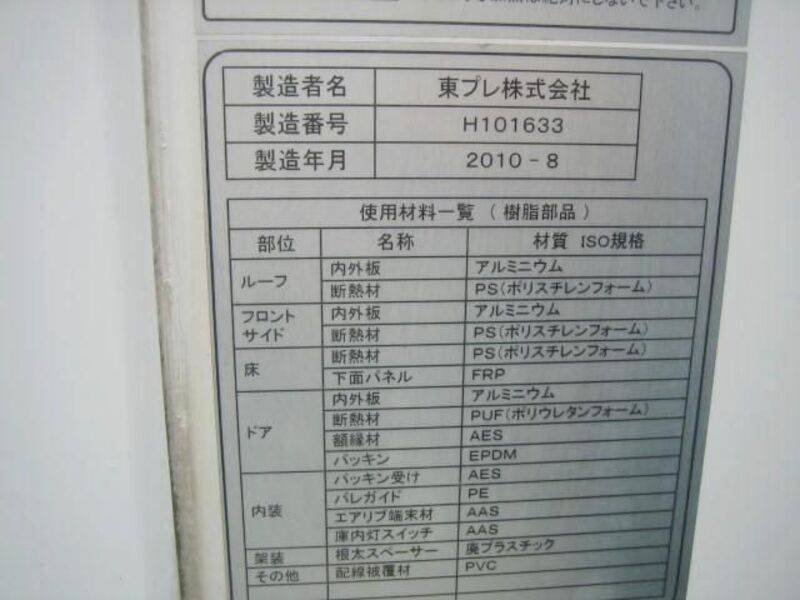 しないで下さい。
製造者名 東プレ株式会社
製造番号 H101633
製造年月 2010-8
使用材料一覧（樹脂部品）
部位 名称 材質 ISO規格
ルーフ 内外板 アルミニウム
断熱材 PS(ポリスチレンフォーム)
フロント サイド 内外板 アルミニウム
断熱材 PS(ポリスチレンフォーム)
床 断熱材 PS(ポリスチレンフォーム)
下面パネル FRP
ドア 内外板 アルミニウム
断熱材 PUF(ポリウレタンフォーム)
額縁材 AES
パッキン EPDM
内装 パッキン受け AES
パレガイド PE
エアリブ端末材 AAS
庫内灯スイッチ AAS
架装 根太スペーサー 廃プラスチック
その他 配線被覆材 PVC